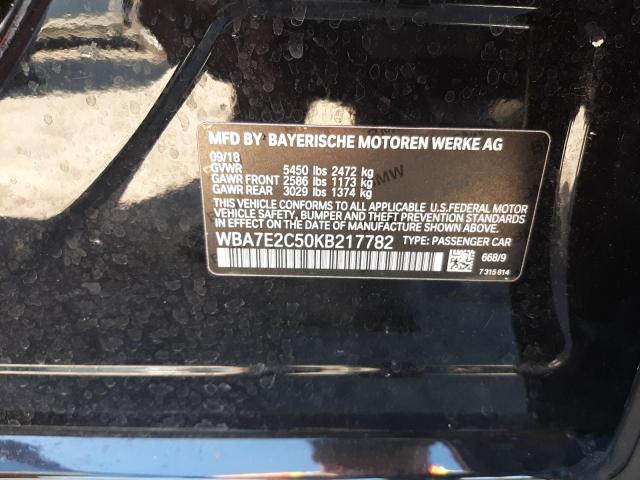 MFD BY BAYERISCHE MOTOREN WERKE AG
09/18
GVWR 5450 lbs 2472 kg
GAWR FRONT 2586 lbs 1173 kg
GAWR REAR 3029 lbs 1374 kg
THIS VEHICLE CONFORMS TO ALL APPLICABLE U.S.FEDERAL MOTOR
VEHICLE SAFETY, BUMPER AND THEFT PREVENTION STANDARDS
IN EFFECT ON THE DATE OF MANUFACTURE SHOWN ABOVE.
WBA7E2C50KB217782 TYPE: PASSENGER CAR
668/9
7 315 614
BMW